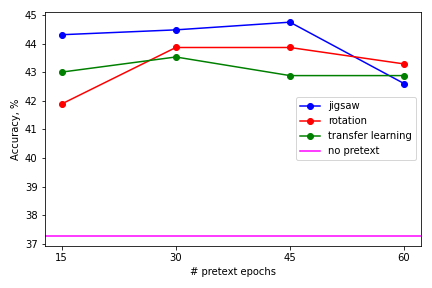 45
44
43
42
41
40
39
38
37
Accuracy, %
jigsaw
rotation
transfer learning
no pretext
15 30 45 60
# pretext epochs